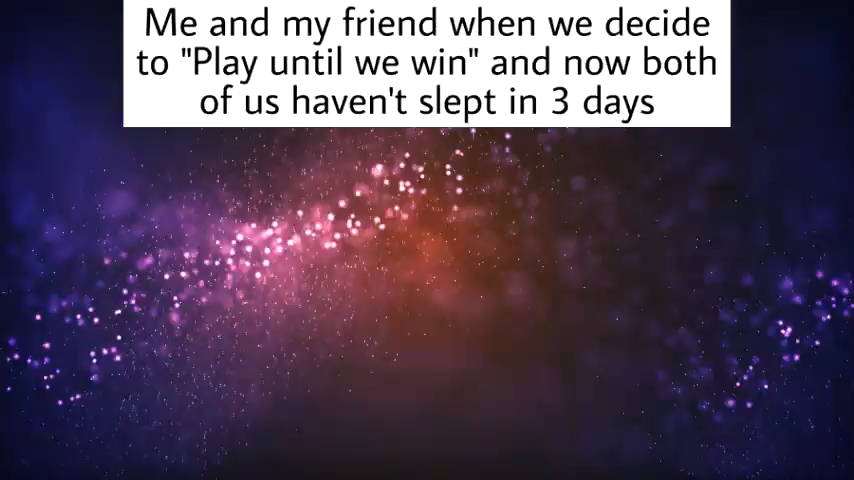 Me and my friend when we decide
to "Play until we win" and now both
of us haven't slept in 3 days